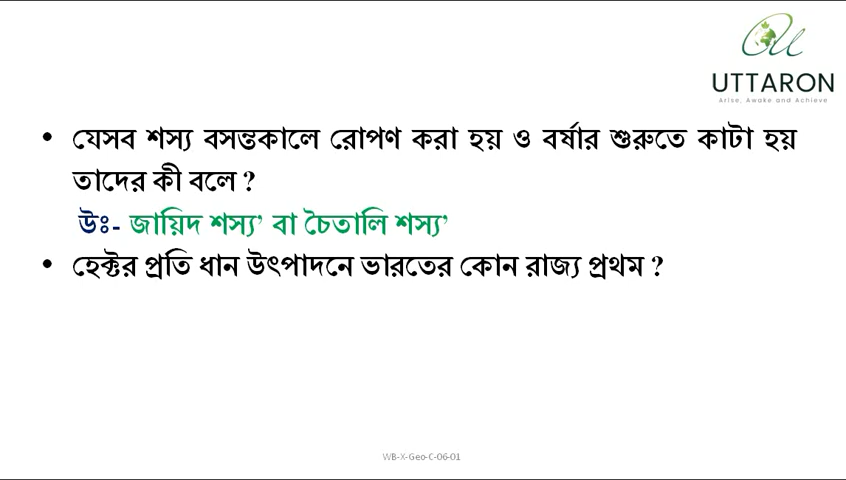 UTTARON
Arise, Awake and Achieve
• যেসব শস্য বসন্তকালে রোপণ করা হয় ও বর্ষার শুরুতে কাটা হয়
তাদের কী বলে ?
উঃ- জায়িদ শস্য’ বা চৈতালি শস্য’
• হেক্টর প্রতি ধান উৎপাদনে ভারতের কোন রাজ্য প্রথম ?
WB-X-Geo-C-06-01